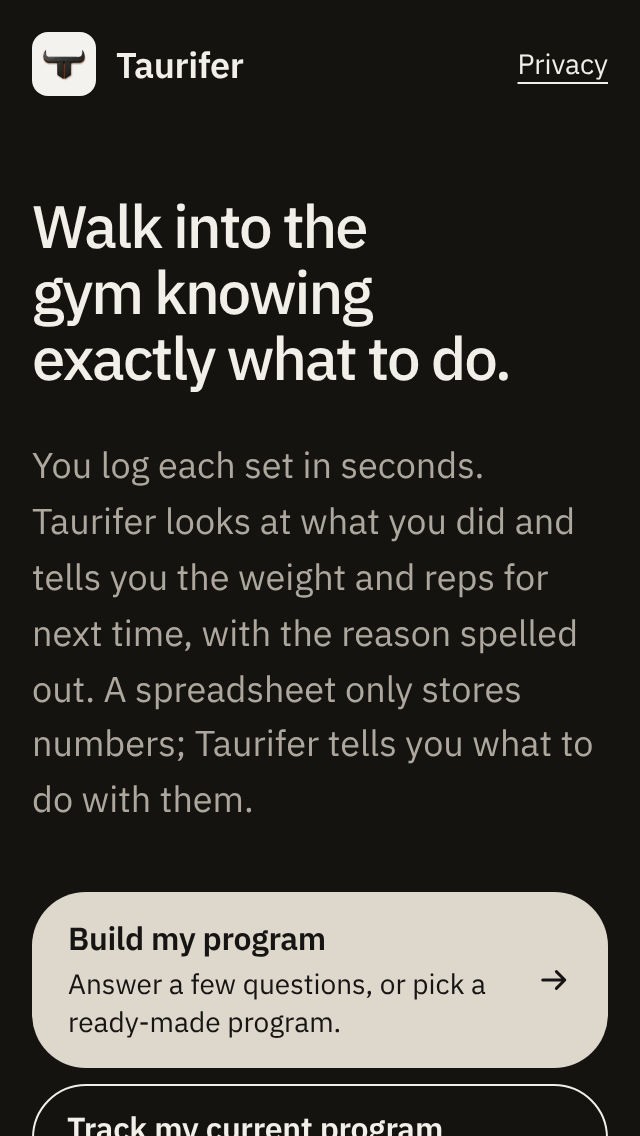 Taurifer
Privacy
Walk into the
gym knowing
exactly what to do.
You log each set in seconds.
Taurifer looks at what you did and
tells you the weight and reps for
next time, with the reason spelled
out. A spreadsheet only stores
numbers; Taurifer tells you what to
do with them.
Build my program
Answer a few questions, or pick a
ready-made program.
Track my current program